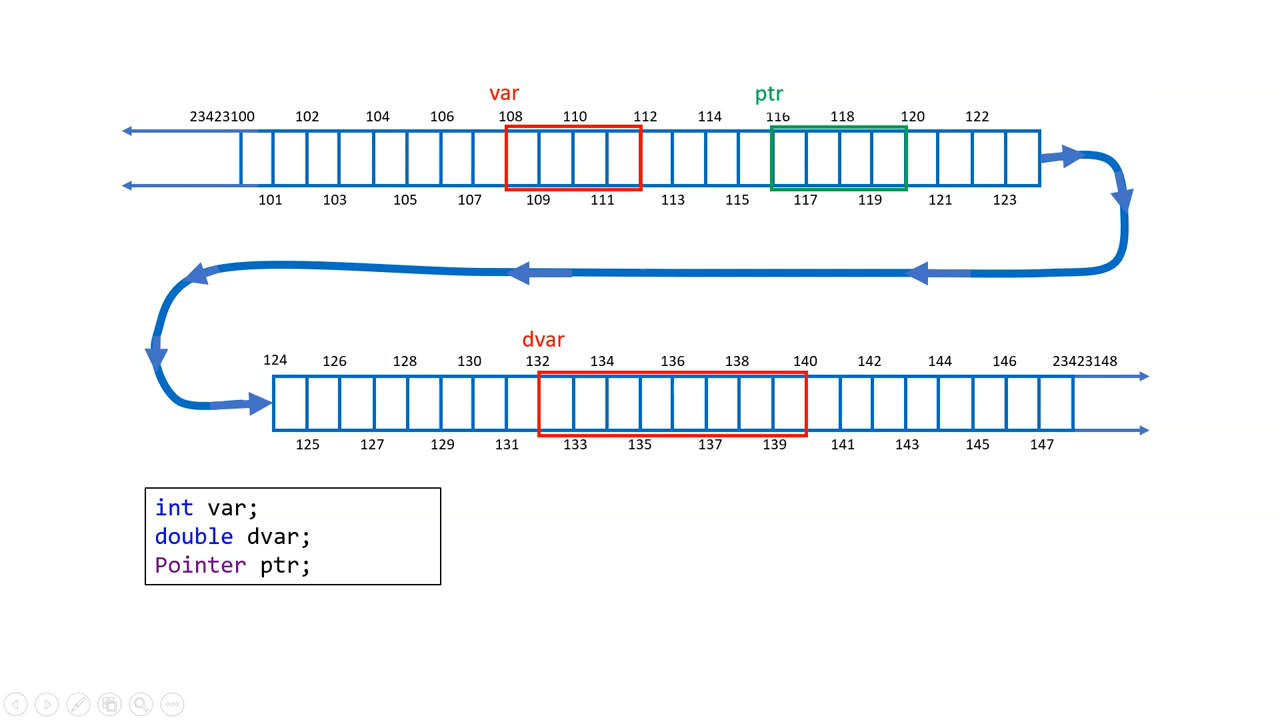 var ptr
23423100 102 104 106 108 110 112 114 116 118 120 122
101 103 105 107 109 111 113 115 117 119 121 123
dvar
124 126 128 130 132 134 136 138 140 142 144 146 23423148
125 127 129 131 133 135 137 139 141 143 145 147
int var;
double dvar;
Pointer ptr;